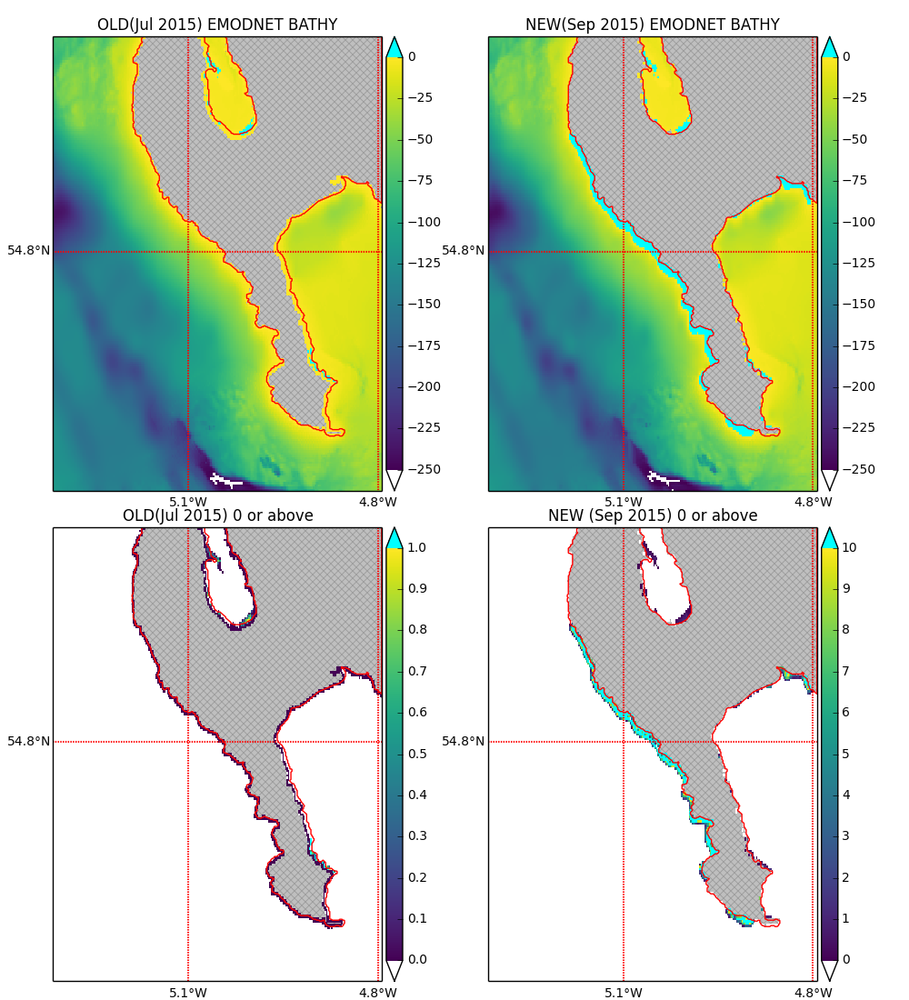 OLD(Jul 2015) EMODNET BATHY
NEW(Sep 2015) EMODNET BATHY
0
−25
−50
−75
−100
−125
−150
−175
−200
−225
−250
54.8°N
5.1°W
4.8°W
0
−25
−50
−75
−100
−125
−150
−175
−200
−225
−250
54.8°N
5.1°W
4.8°W
OLD(Jul 2015) 0 or above
NEW (Sep 2015) 0 or above
1.0
0.9
0.8
0.7
0.6
0.5
0.4
0.3
0.2
0.1
0.0
54.8°N
5.1°W
4.8°W
10
9
8
7
6
5
4
3
2
1
0
54.8°N
5.1°W
4.8°W